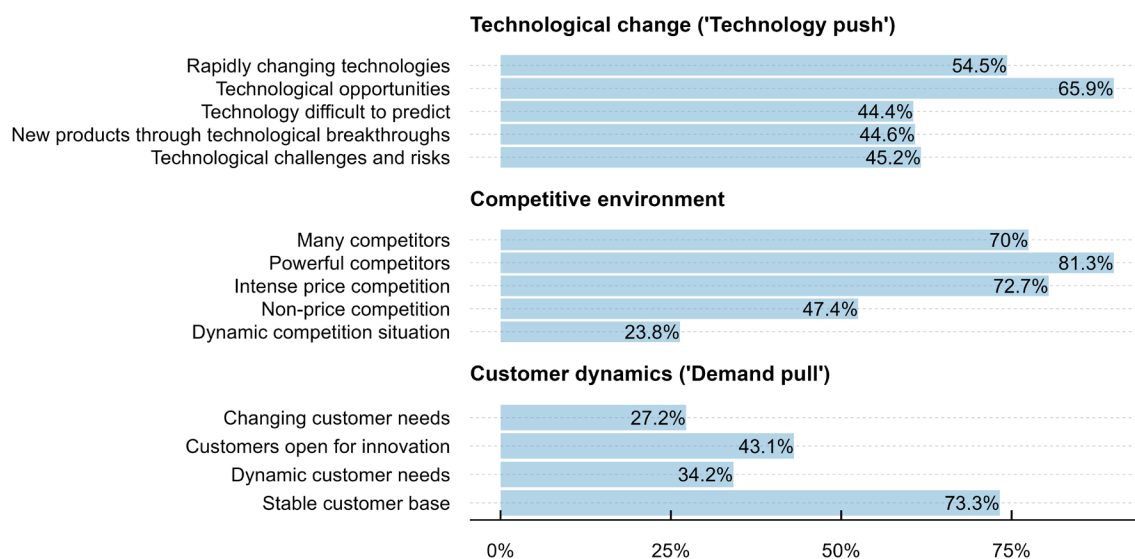 Technological change ('Technology push')
Rapidly changing technologies 54.5%
Technological opportunities 65.9%
Technology difficult to predict 44.4%
New products through technological breakthroughs 44.6%
Technological challenges and risks 45.2%
Competitive environment
Many competitors 70%
Powerful competitors 81.3%
Intense price competition 72.7%
Non-price competition 47.4%
Dynamic competition situation 23.8%
Customer dynamics ('Demand pull')
Changing customer needs 27.2%
Customers open for innovation 43.1%
Dynamic customer needs 34.2%
Stable customer base 73.3%
0% 25% 50% 75%